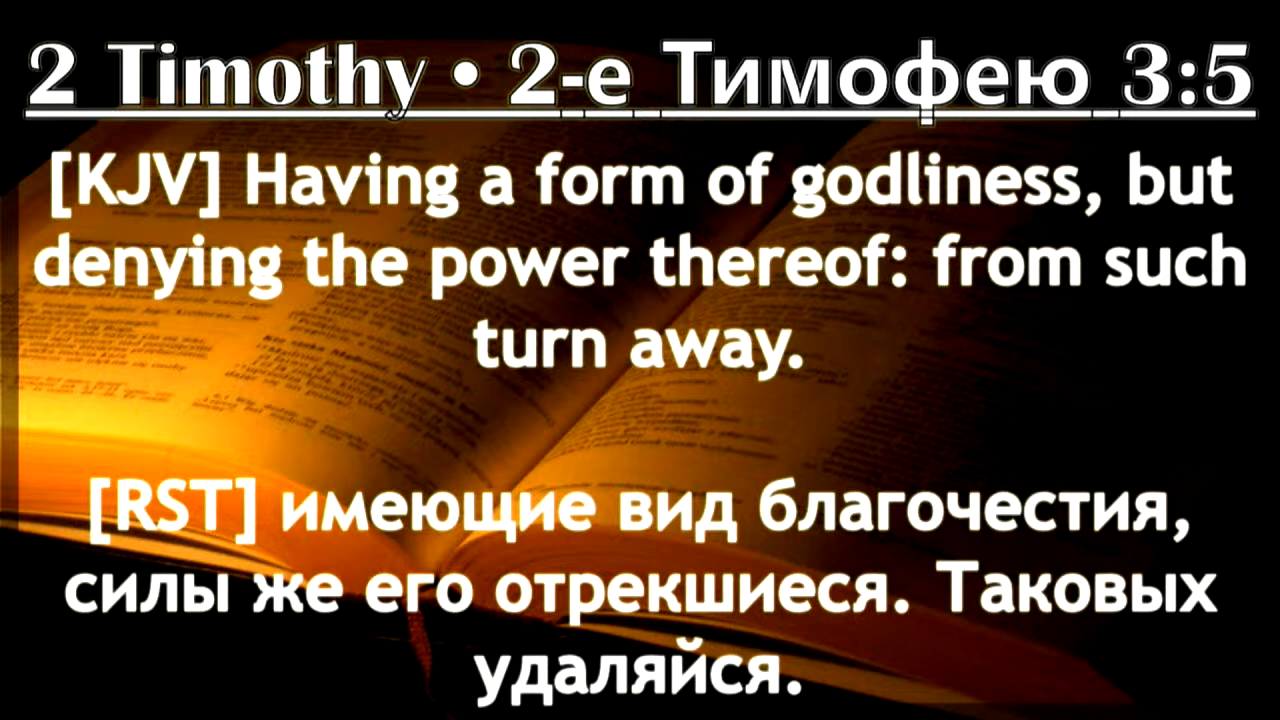 2 Timothy • 2-е Тимофею 3:5
[KJV] Having a form of godliness, but
denying the power thereof: from such
turn away.
[RST] имеющие вид благочестия,
силы же его отрекшиеся. Таковых
удаляйся.